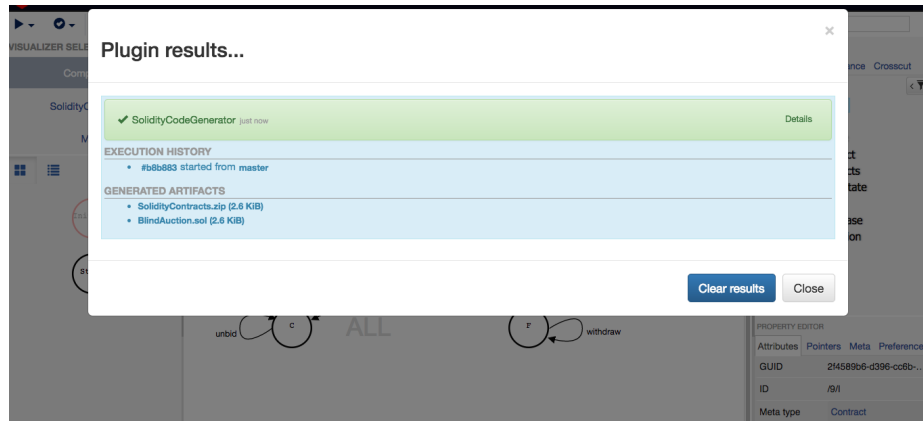 VISUALIZER SELE
Plugin results...
×
Comp
ance Crosscut
SolidityC
SolidityCodeGenerator just now
Details
M
EXECUTION HISTORY
#b8b883 started from master
GENERATED ARTIFACTS
SolidityContracts.zip (2.6 KiB)
BlindAuction.sol (2.6 KiB)
ct
cts
tate
ase
on
St
Clear results
Close
unbid
C
ALL
F
withdraw
PROPERTY EDITOR
Attributes Pointers Meta Preference
GUID 2f4589b6-d396-cc6b-..
ID /9/I
Meta type Contract